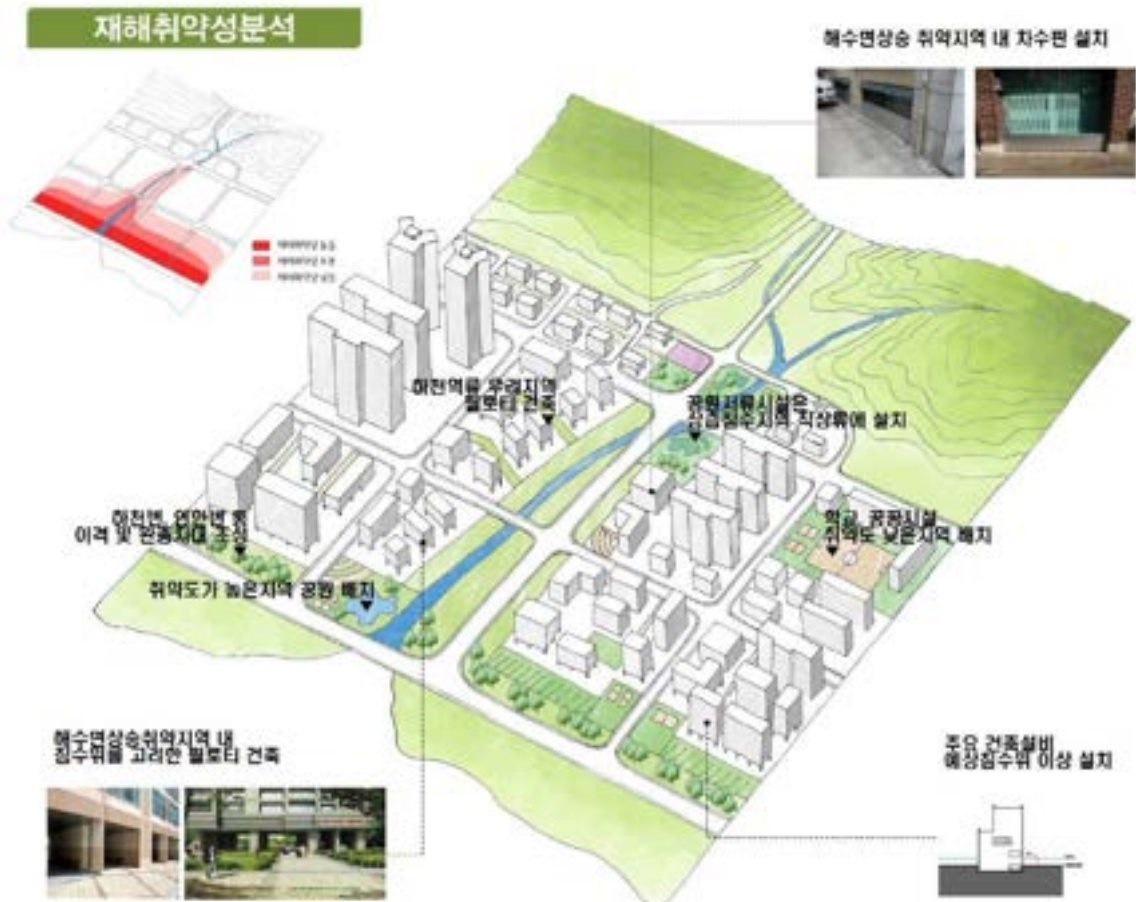 재해취약성분석
해수면상승 취약지역 내 차수판 설치
하천역류 우려지역
필로티 건축
공원저류시설은
상습침수지역 직상류에 설치
하천변, 연안변 등
이격 및 완충지대 조성
학교, 공공시설
취약도 낮은지역 배치
취약도가 높은지역 공원 배치
해수면상승취약지역 내
침수위를 고려한 필로티 건축
주요 건축설비
예상침수위 이상 설치